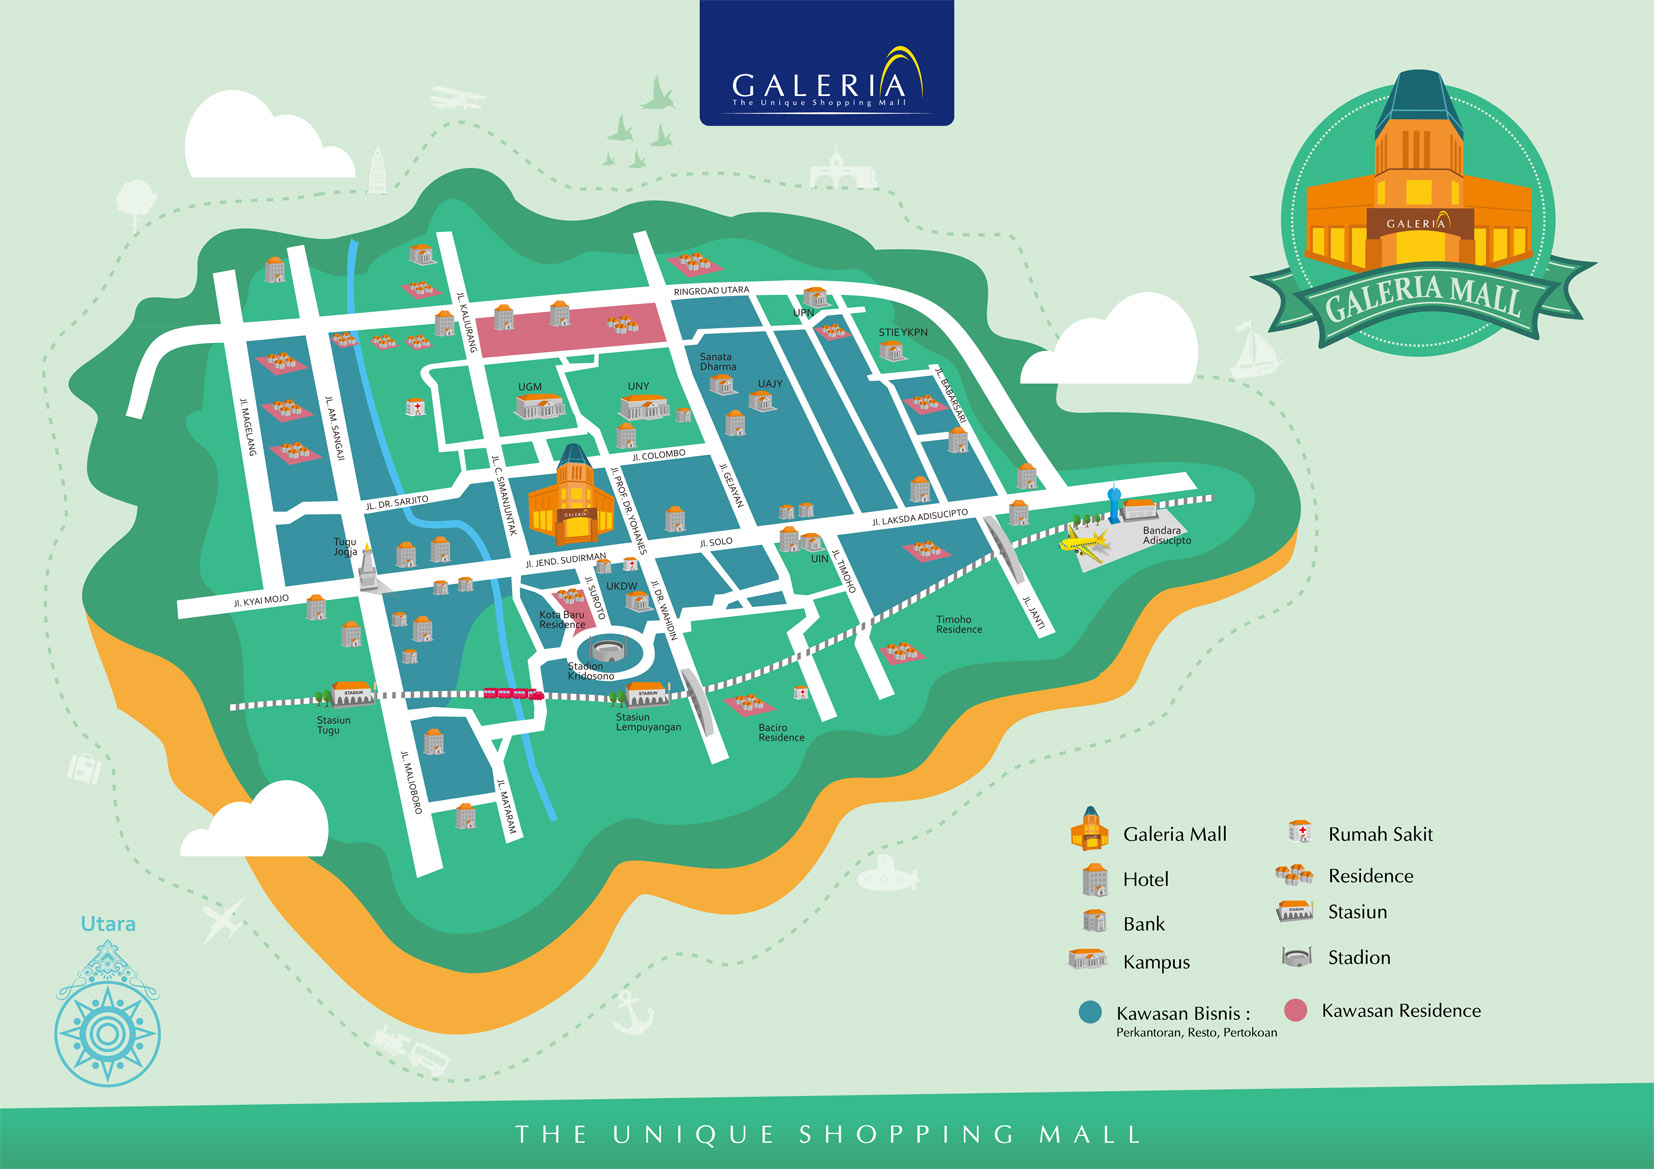 GALERIA
The Unique Shopping Mall
GALERIA
GALERIA MALL
RINGROAD UTARA
JL. KALIURANG
UPN
STIEYKPN
Sanata
Dharma
UAJY
UGM
UNY
JL. BABARSARI
Jl. MAGELANG
JL. AM. SANGAJI
JL. COLOMBO
JL. C. SIMANJUNTAK
Jl. PROF. DR. YOHANES
JL. GEJAYAN
JL. DR. SARJITO
GALERIA
Jl. LAKSDA ADISUCIPTO
Tugu
Jogja
Jl. SOLO
Jl. JEND. SUDIRMAN
UIN
JL. TIMOHO
Bandara
Adisucipto
Jl. KYAI MOJO
JL. SUROTO
UKDW
JL. DR. WAHIDIN
Kota Baru
Residence
JL. JANTI
Timoho
Residence
Stadion
Kridosono
STASIUN
STASIUN
Stasiun
Tugu
Stasiun
Lempuyangan
Baciro
Residence
JL. MALIOBORO
JL. MATARAM
Galeria Mall
Rumah Sakit
Hotel
Residence
Bank
STASIUN
Stasiun
Kampus
Stadion
Kawasan Bisnis :
Perkantoran, Resto, Pertokoan
Kawasan Residence
Utara
THE UNIQUE SHOPPING MALL